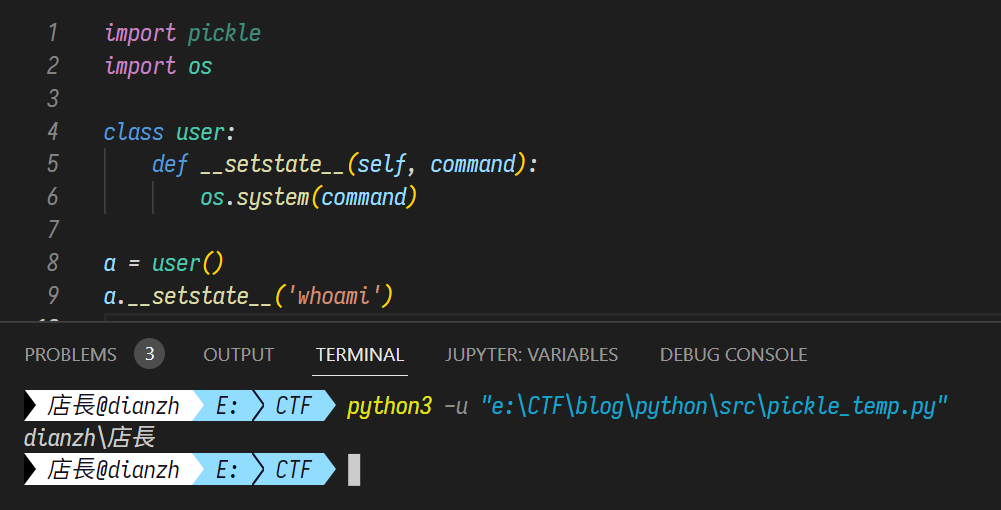 1 import pickle
2 import os
3
4 class user:
5     def __setstate__(self, command):
6         os.system(command)
7
8 a = user()
9 a.__setstate__('whoami')
PROBLEMS 3 OUTPUT TERMINAL JUPYTER: VARIABLES DEBUG CONSOLE
店長@dianzh E: CTF python3 -u "e:\CTF\blog\python\src\pickle_temp.py"
dianzh\店長
店長@dianzh E: CTF